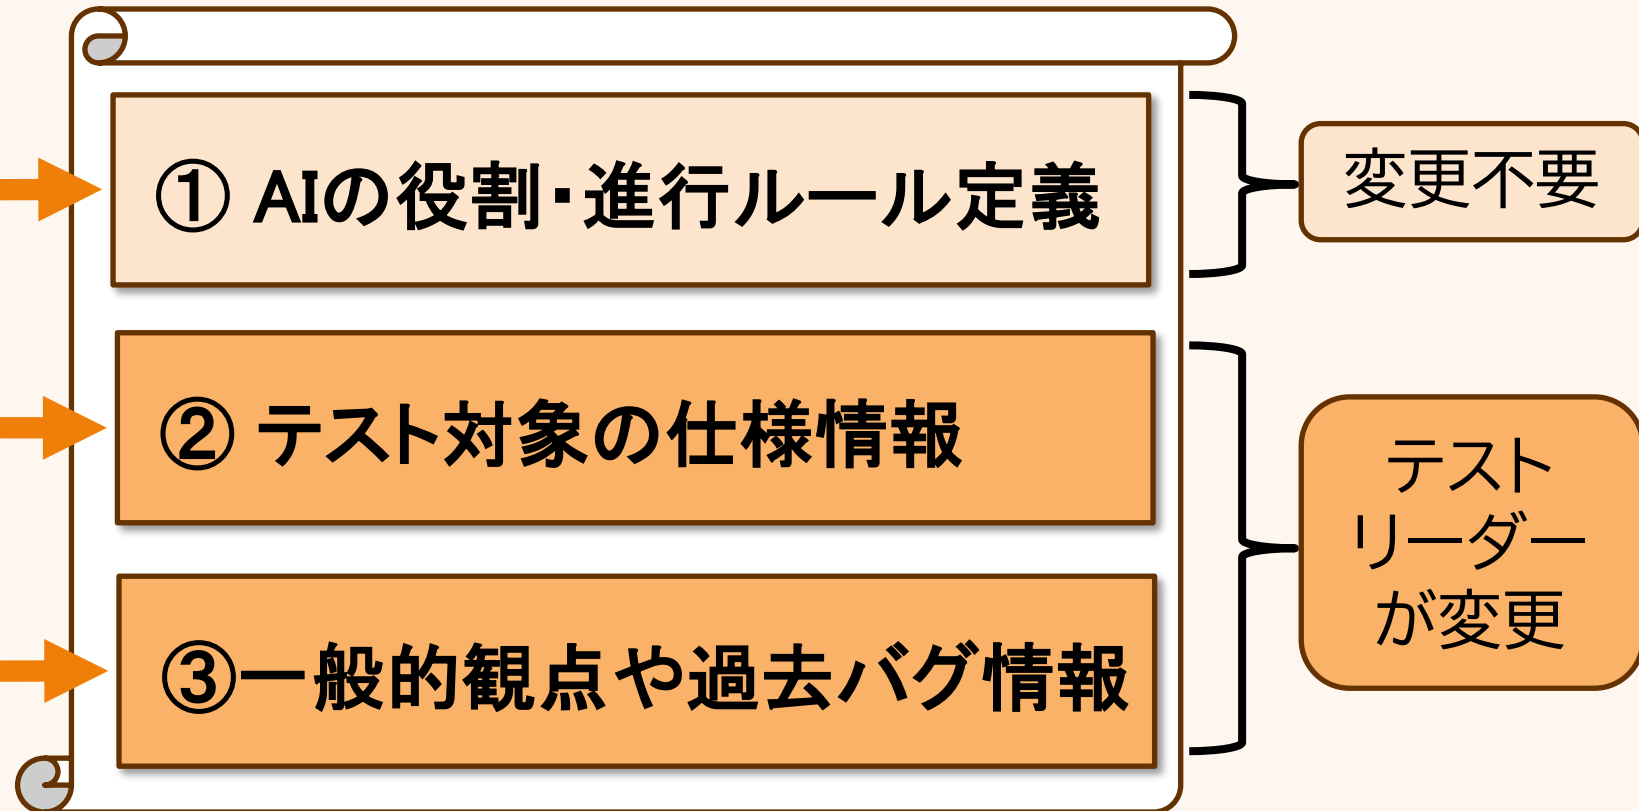 ① AIの役割・進行ルール定義
変更不要
② テスト対象の仕様情報
テスト
リーダー
が変更
③一般的観点や過去バグ情報